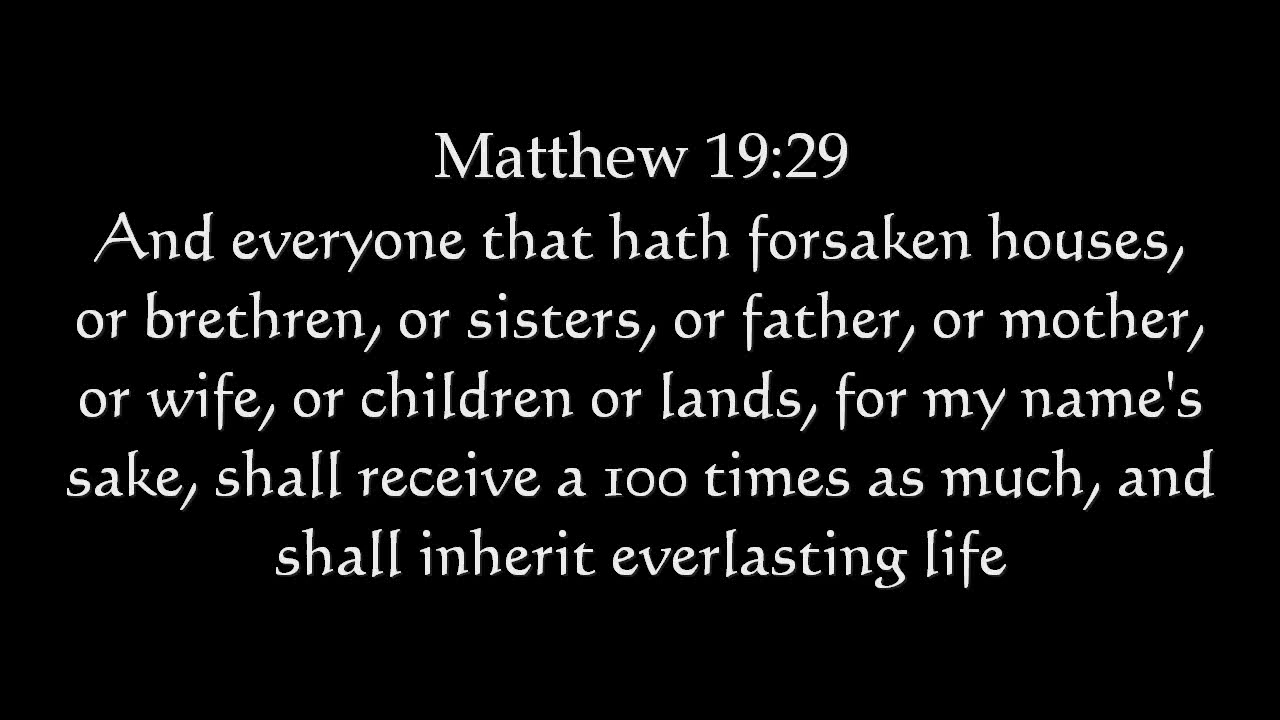 Matthew 19:29
And everyone that hath forsaken houses,
or brethren, or sisters, or father, or mother,
or wife, or children or lands, for my name's
sake, shall receive a 100 times as much, and
shall inherit everlasting life